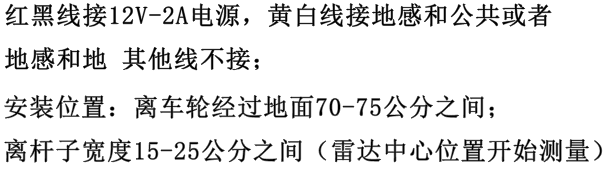 红黑线接12V-2A电源，黄白线接地感和公共或者
地感和地 其他线不接；
安装位置：离车轮经过地面70-75公分之间；
离杆子宽度15-25公分之间（雷达中心位置开始测量）